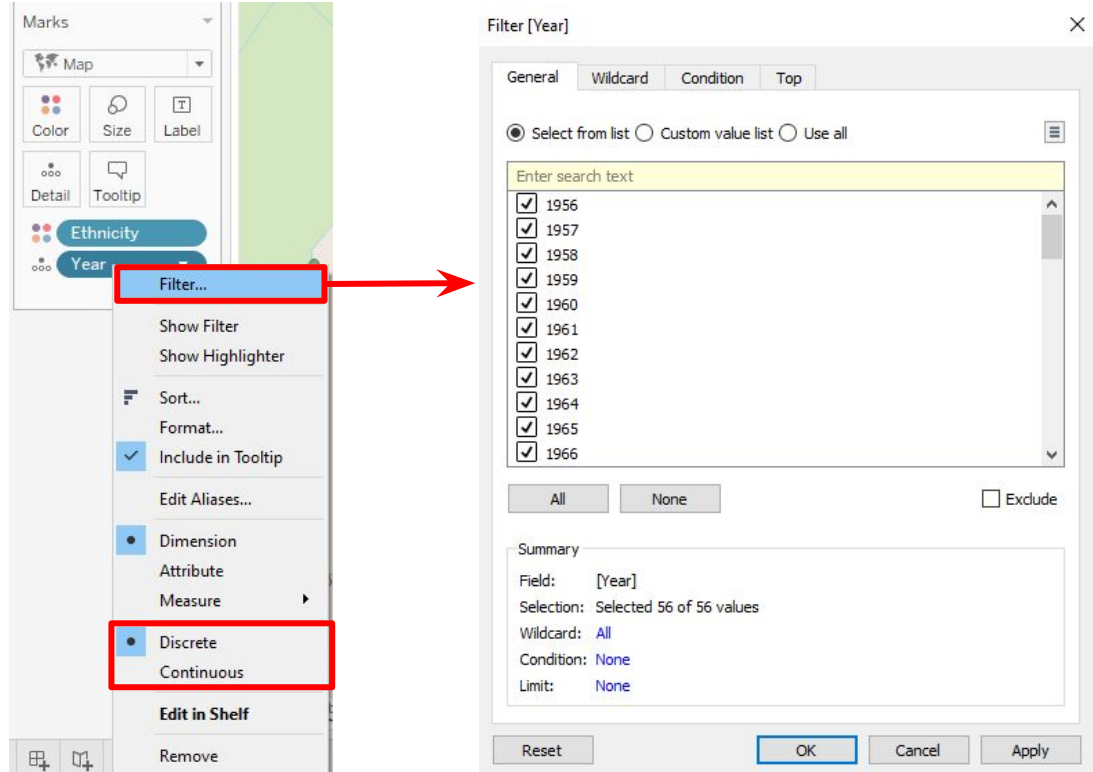 Marks
Map
Color Size Label
Detail Tooltip
Ethnicity
Year
Filter...
Show Filter
Show Highlighter
Sort...
Format...
Include in Tooltip
Edit Aliases...
Dimension
Attribute
Measure
Discrete
Continuous
Edit in Shelf
Remove
Filter [Year]
General Wildcard Condition Top
Select from list Custom value list Use all
Enter search text
1956
1957
1958
1959
1960
1961
1962
1963
1964
1965
1966
All None Exclude
Summary
Field: [Year]
Selection: Selected 56 of 56 values
Wildcard: All
Condition: None
Limit: None
Reset OK Cancel Apply